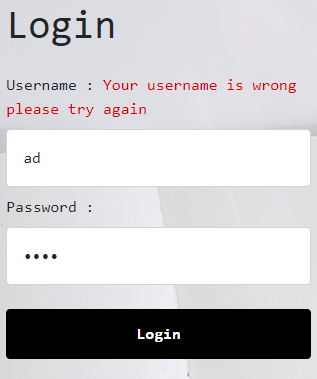 Login
Username : Your username is wrong
please try again
ad
Password :
••••
Login